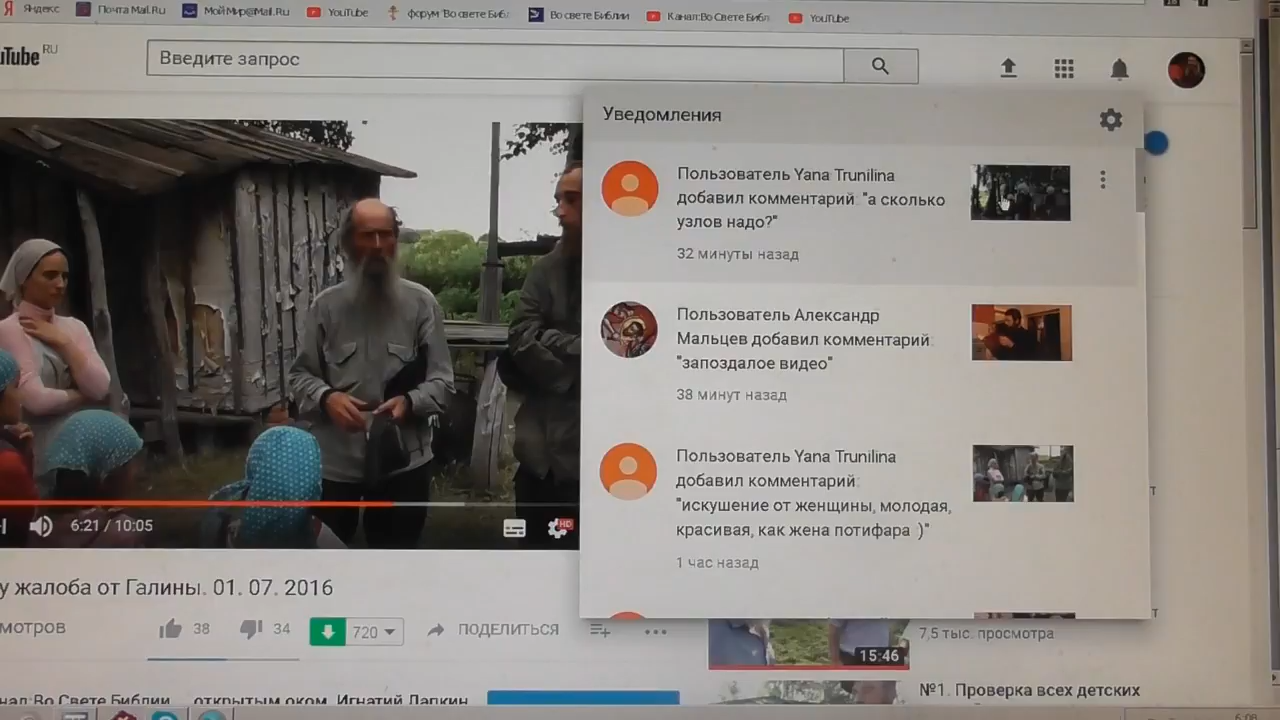 Яндекс Почта Mail.Ru МойМир@Mail.Ru YouTube форум "Во свете Библ Во свете Библии Канал:Во Свете Библ YouTube
uTube RU
Введите запрос
Уведомления
Пользователь Yana Trunilina
добавил комментарий: "а сколько
узлов надо?"
32 минуты назад
Пользователь Александр
Мальцев добавил комментарий:
"запоздалое видео"
38 минут назад
Пользователь Yana Trunilina
добавил комментарий:
"искушение от женщины, молодая,
красивая, как жена потифара :)"
1 час назад
6:21 / 10:05
HD
у жалоба от Галины. 01. 07. 2016
мотров 38 34 720 ПОДЕЛИТЬСЯ
15:46
7,5 тыс. просмотра
№1. Проверка всех детских
нал:Во Свете Библии открытым оком Игнатий Лапкин
6:08